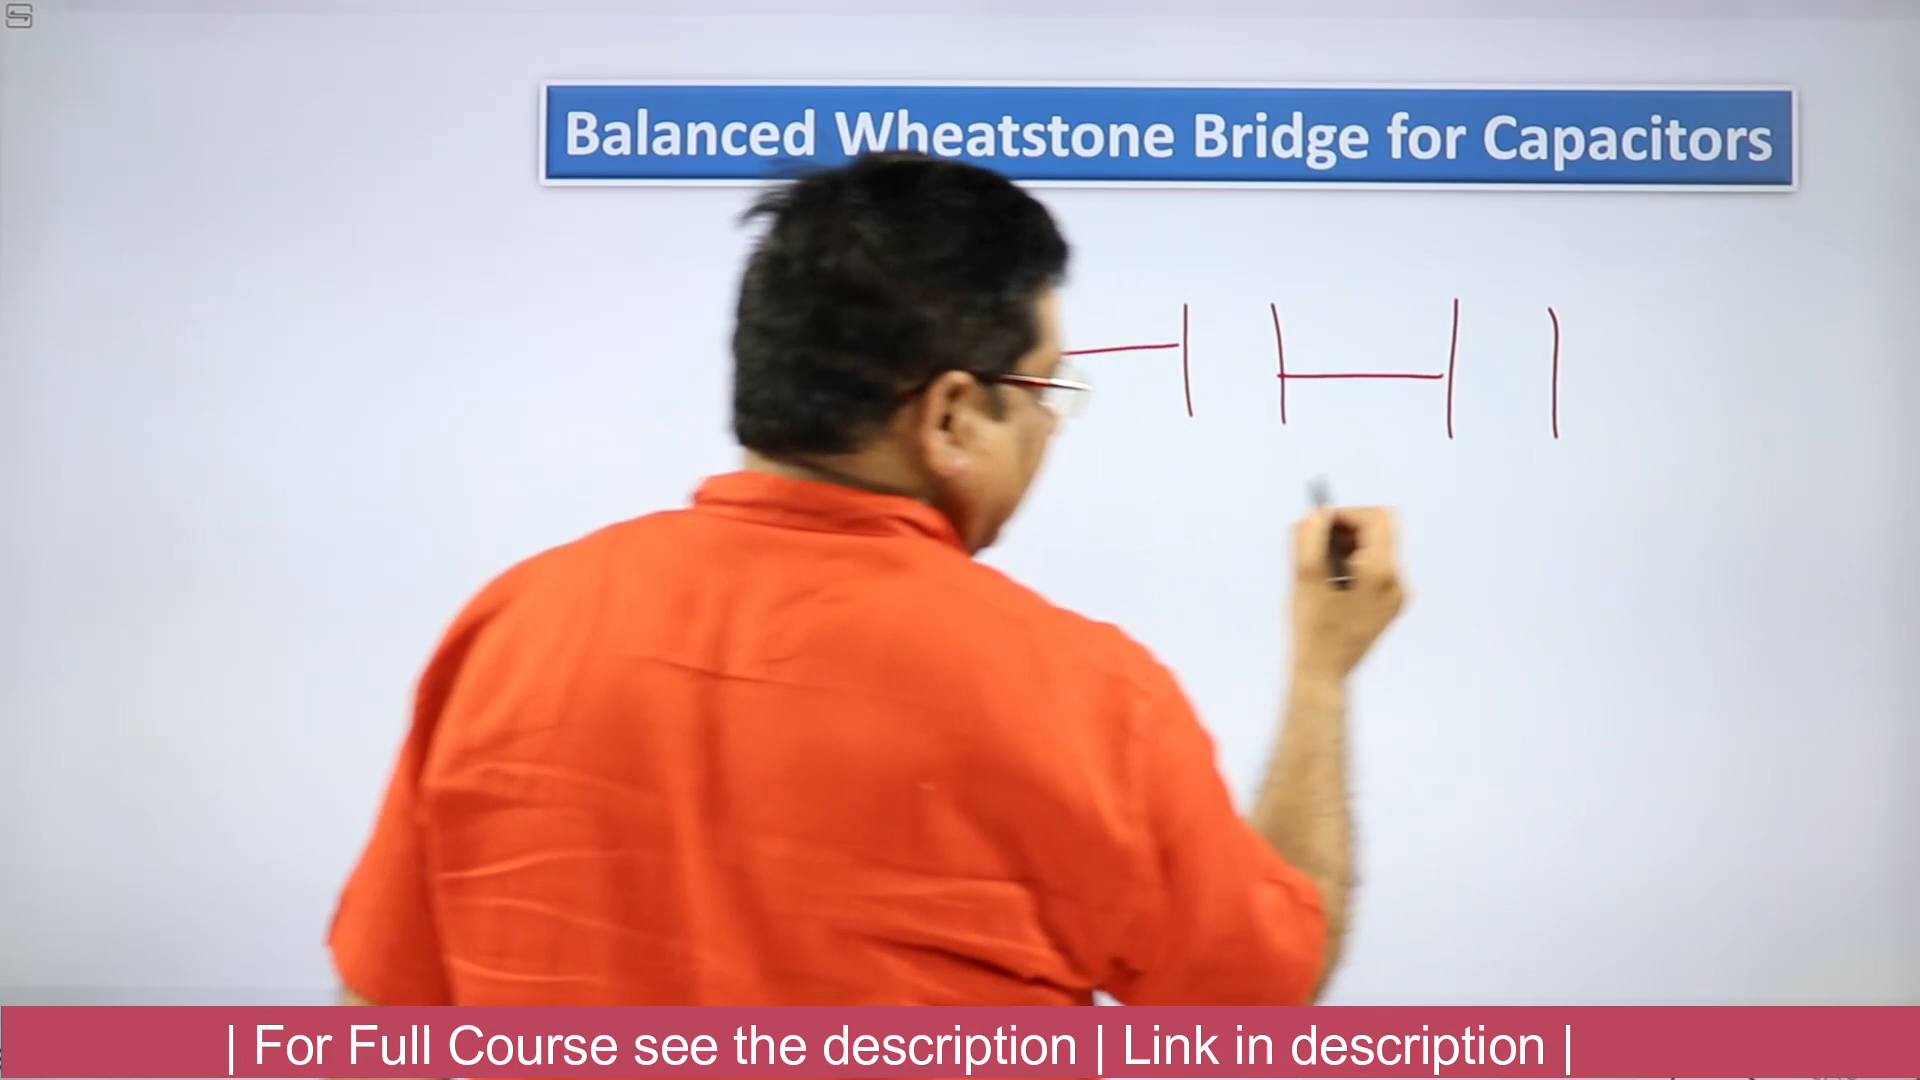 Balanced Wheatstone Bridge for Capacitors
| For Full Course see the description | Link in description |